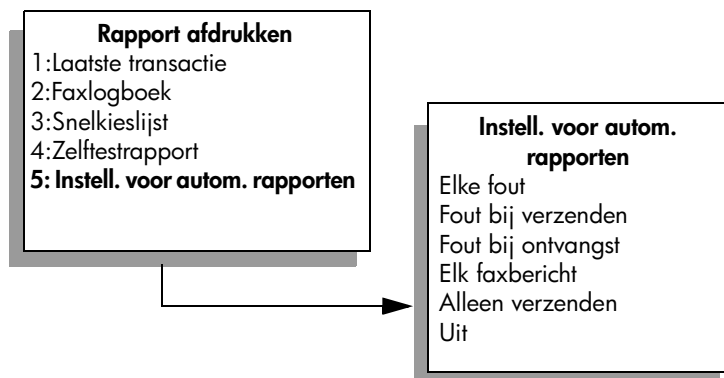 Rapport afdrukken
1:Laatste transactie
2:Faxlogboek
3:Snelkieslijst
4:Zelftestrapport
5: Instell. voor autom. rapporten
Instell. voor autom.
rapporten
Elke fout
Fout bij verzenden
Fout bij ontvangst
Elk faxbericht
Alleen verzenden
Uit